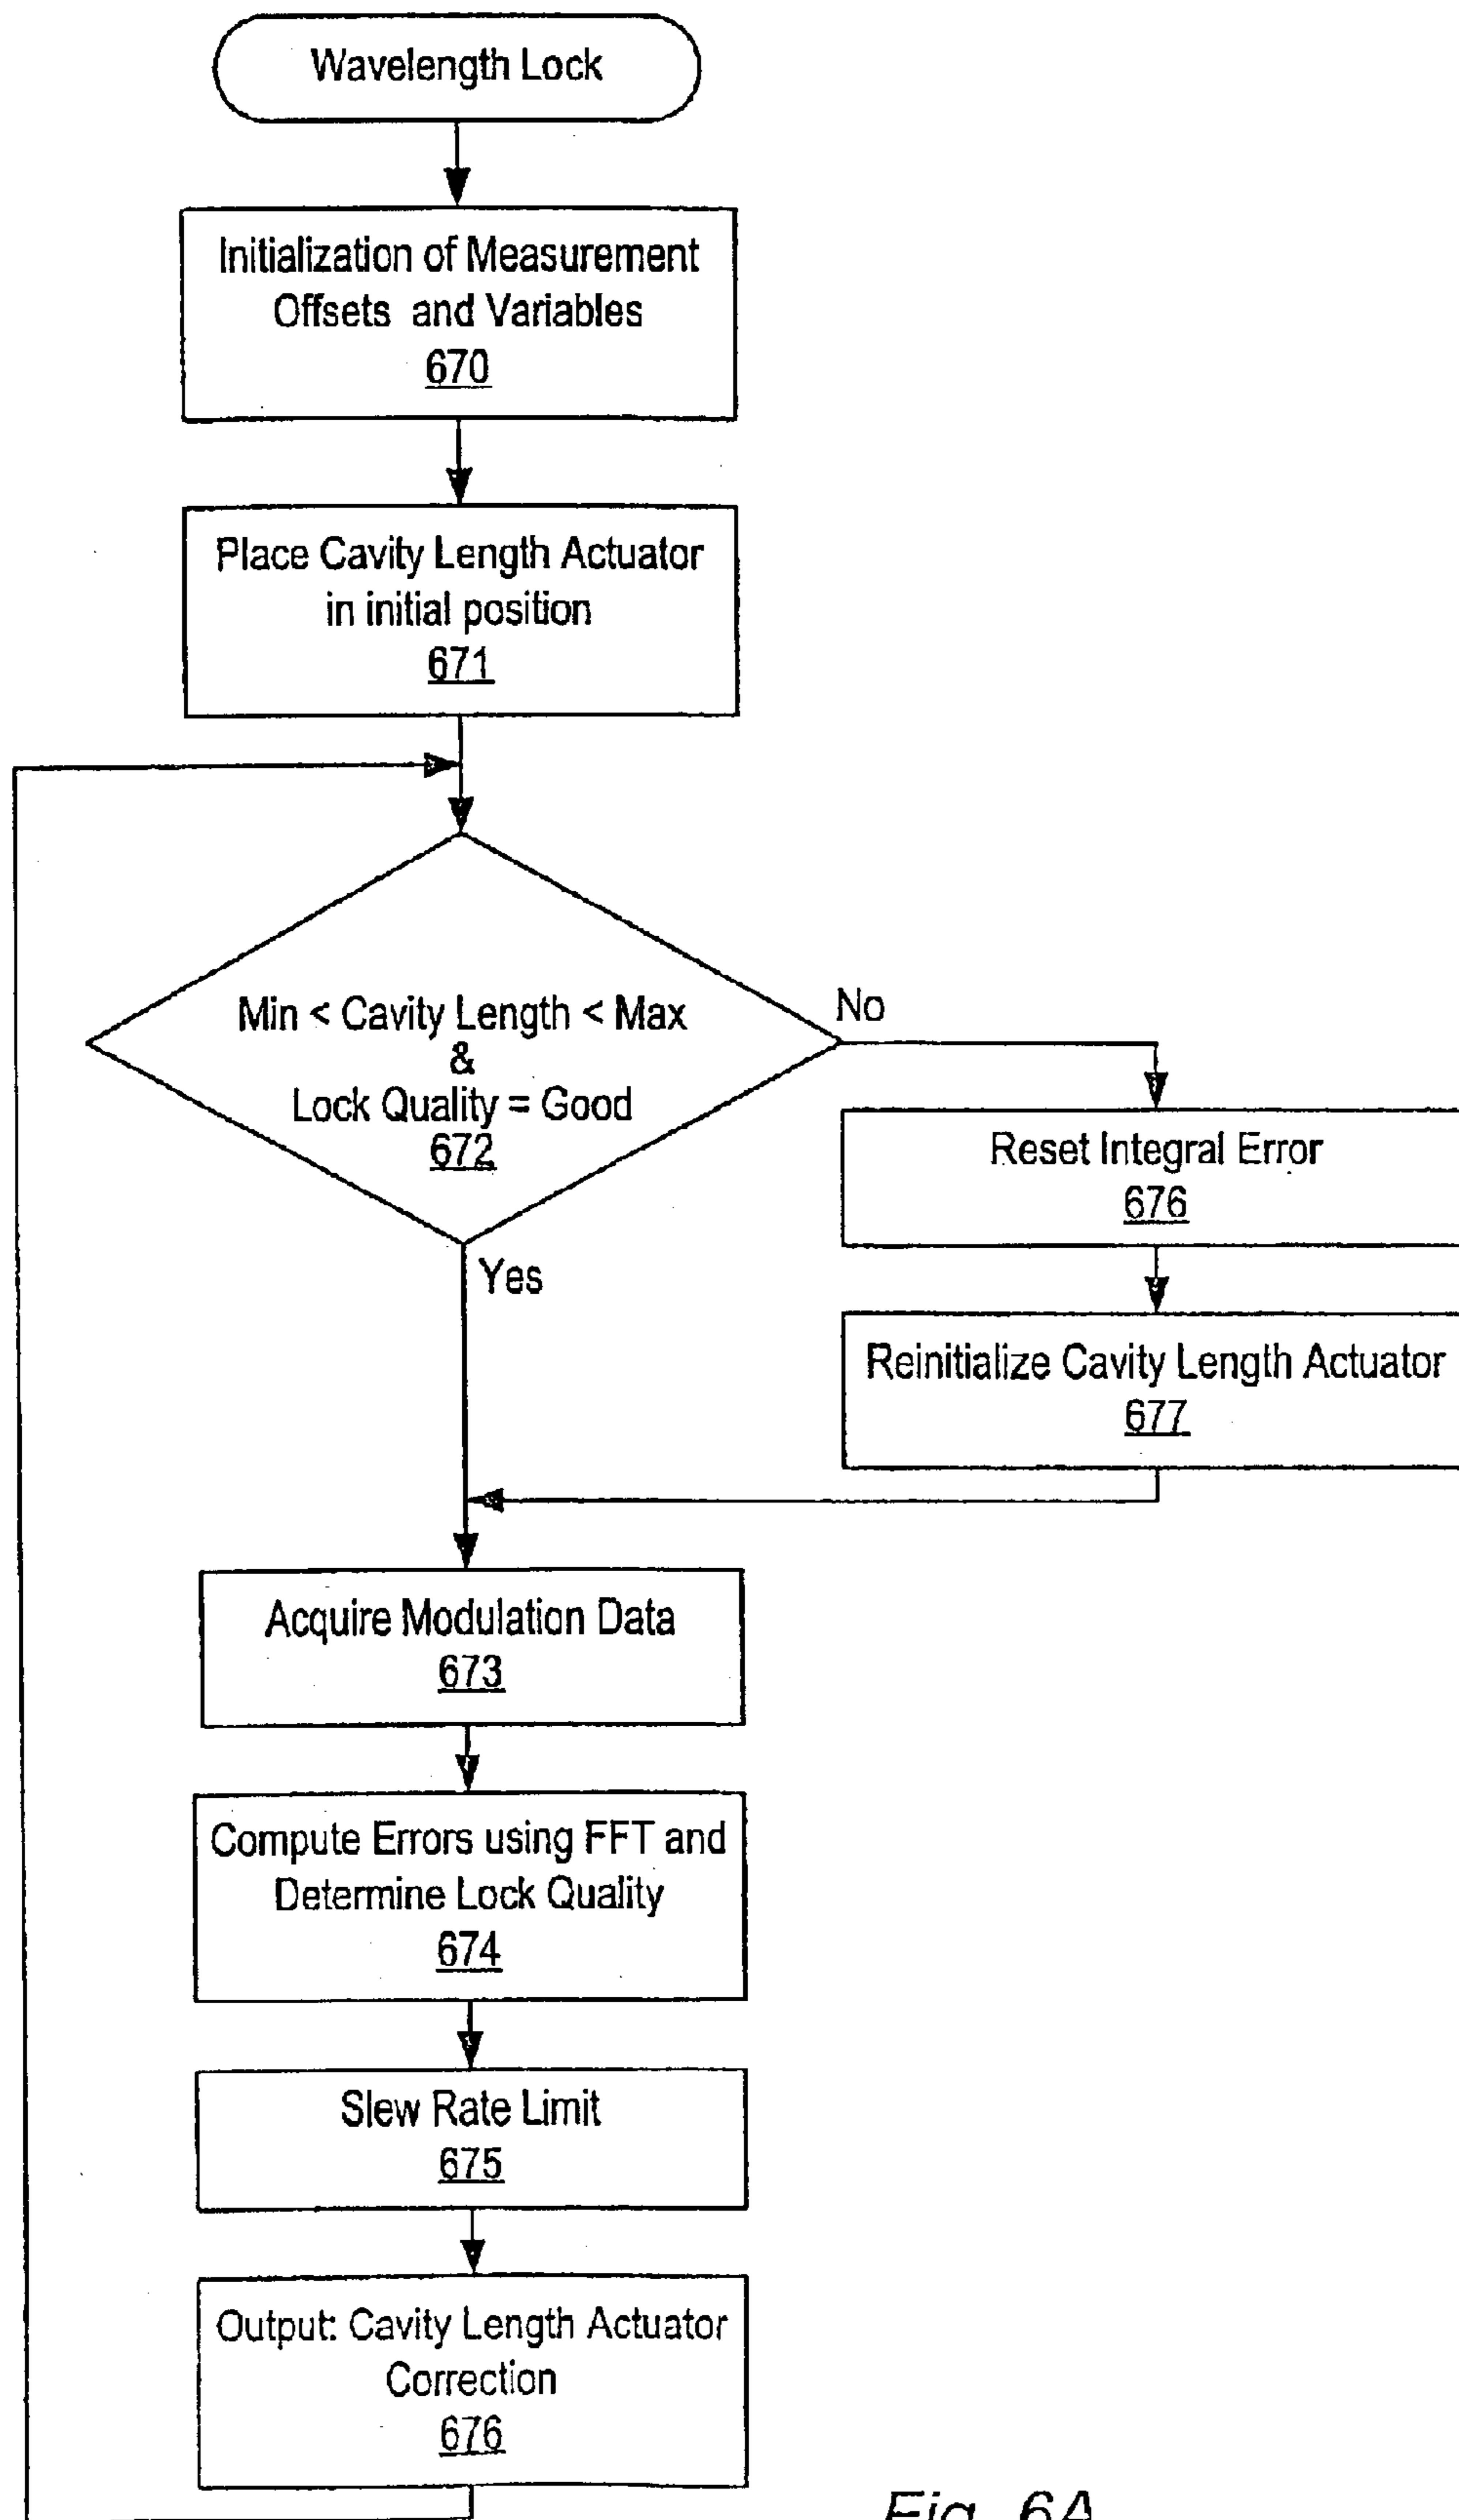 Wavelength Lock
Initialization of Measurement
Offsets and Variables
670
Place Cavity Length Actuator
in initial position
671
Min < Cavity Length < Max
&
Lock Quality = Good
672
No
Reset Integral Error
676
Yes
Reinitialize Cavity Length Actuator
677
Acquire Modulation Data
673
Compute Errors using FFT and
Determine Lock Quality
674
Slew Rate Limit
675
Output: Cavity Length Actuator
Correction
676
Fig. 6A